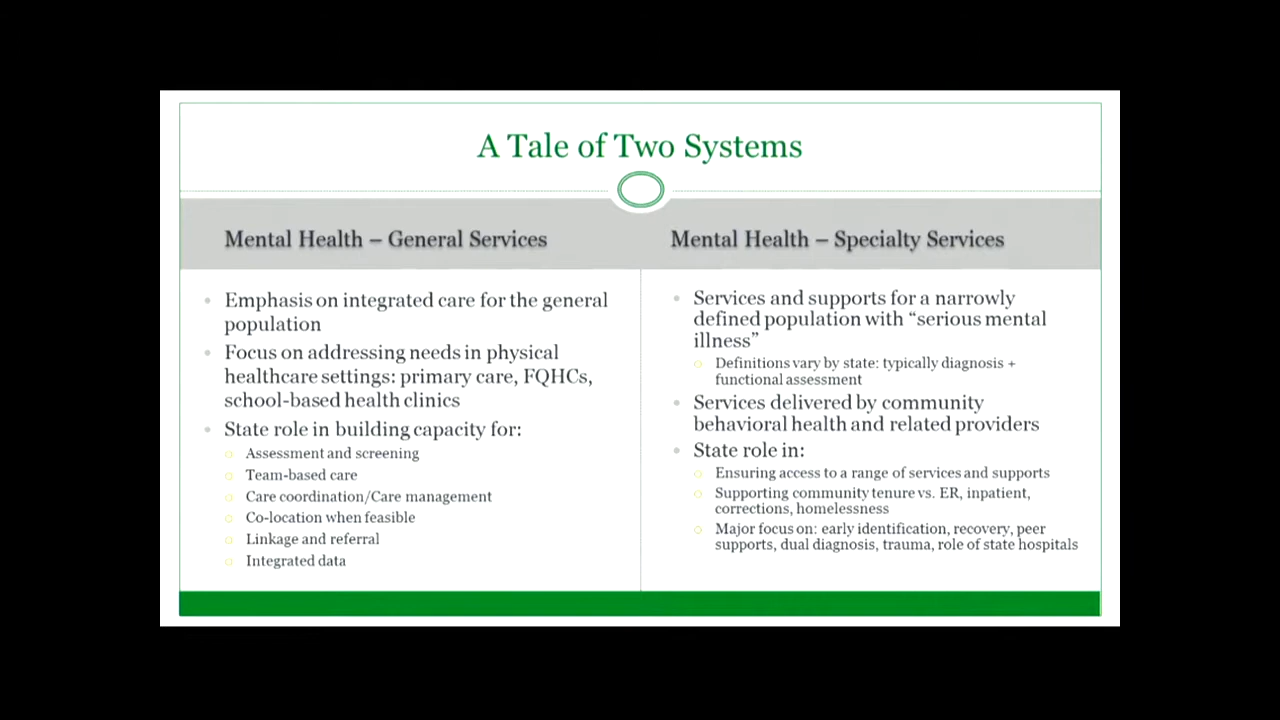 A Tale of Two Systems
Mental Health – General Services
Emphasis on integrated care for the general
population
Focus on addressing needs in physical
healthcare settings: primary care, FQHCs,
school-based health clinics
State role in building capacity for:
Assessment and screening
Team-based care
Care coordination/Care management
Co-location when feasible
Linkage and referral
Integrated data
Mental Health – Specialty Services
Services and supports for a narrowly
defined population with “serious mental
illness”
Definitions vary by state: typically diagnosis +
functional assessment
Services delivered by community
behavioral health and related providers
State role in:
Ensuring access to a range of services and supports
Supporting community tenure vs. ER, inpatient,
corrections, homelessness
Major focus on: early identification, recovery, peer
supports, dual diagnosis, trauma, role of state hospitals